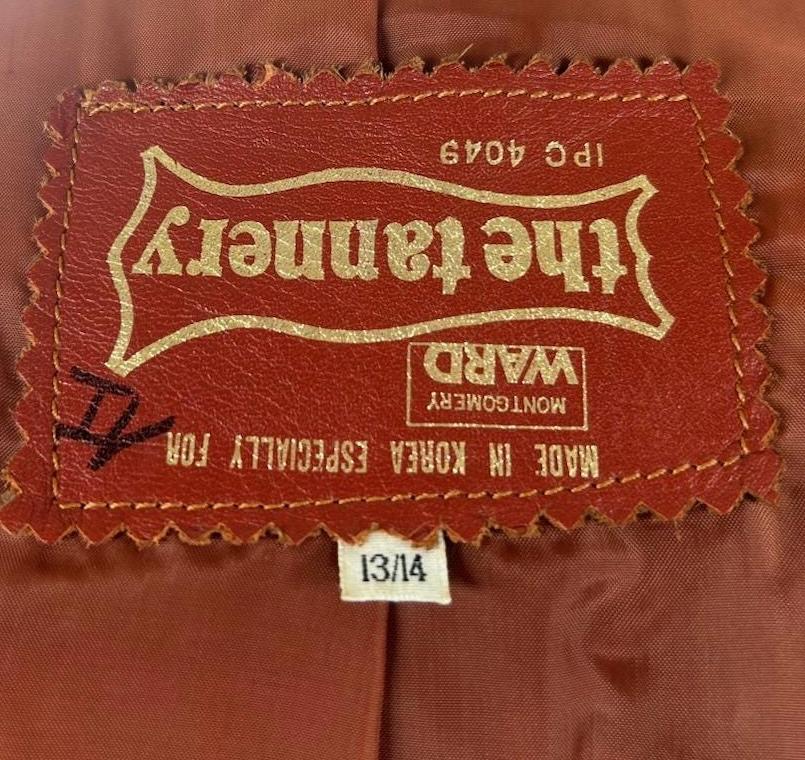 MADE IN KOREA ESPECIALLY FOR
MONTGOMERY
WARD
the tannery
IPC 4049
13/14